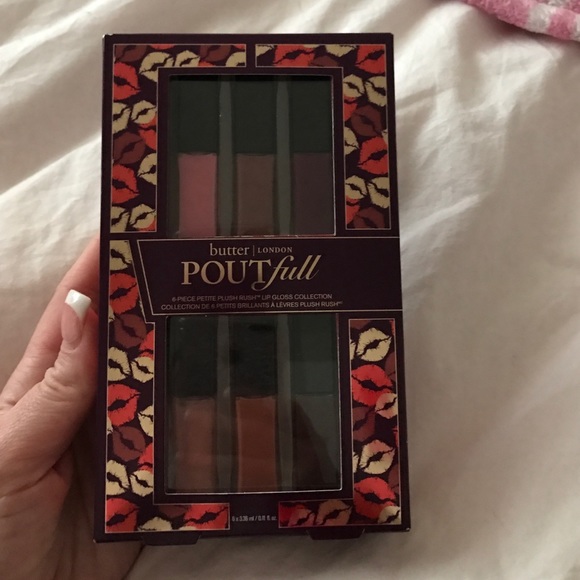 butter | LONDON
POUTfull
6-PIECE PETITE PLUSH RUSH™ LIP GLOSS COLLECTION
COLLECTION DE 6 PETITS BRILLANTS À LÈVRES PLUSH RUSH™